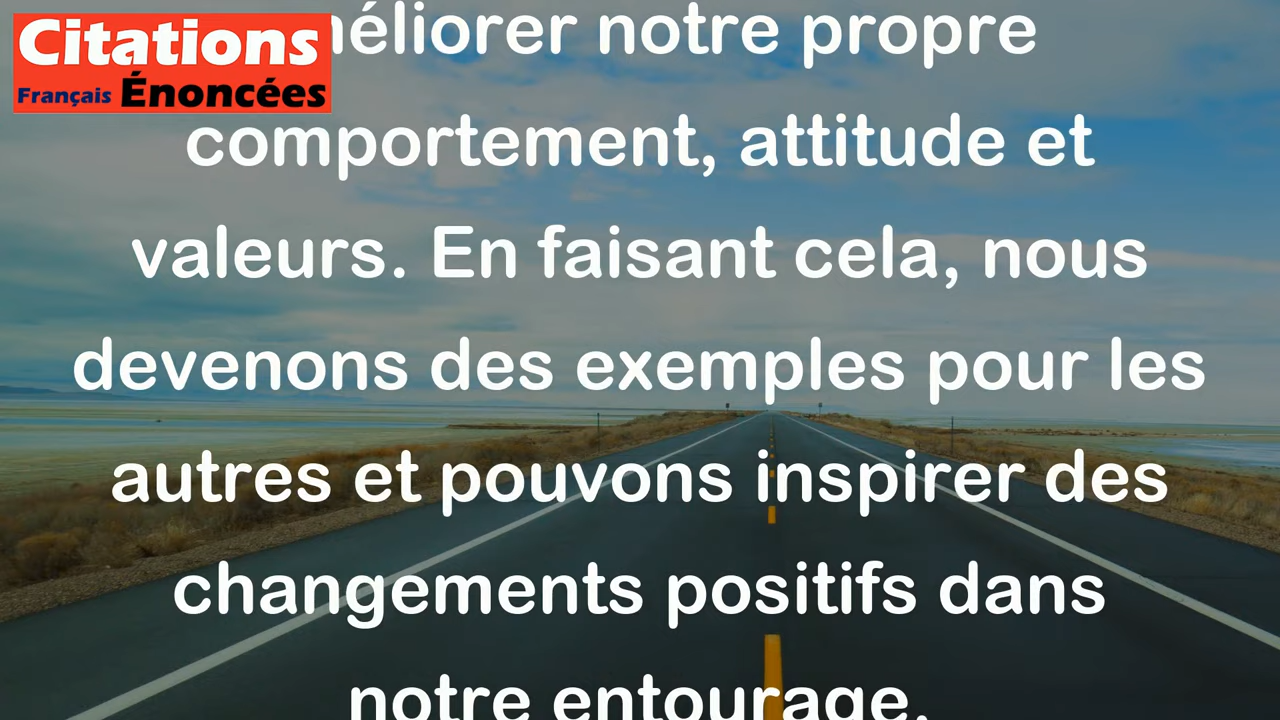 Citations
Français Énoncées
méliorer notre propre
comportement, attitude et
valeurs. En faisant cela, nous
devenons des exemples pour les
autres et pouvons inspirer des
changements positifs dans
notre entourage.